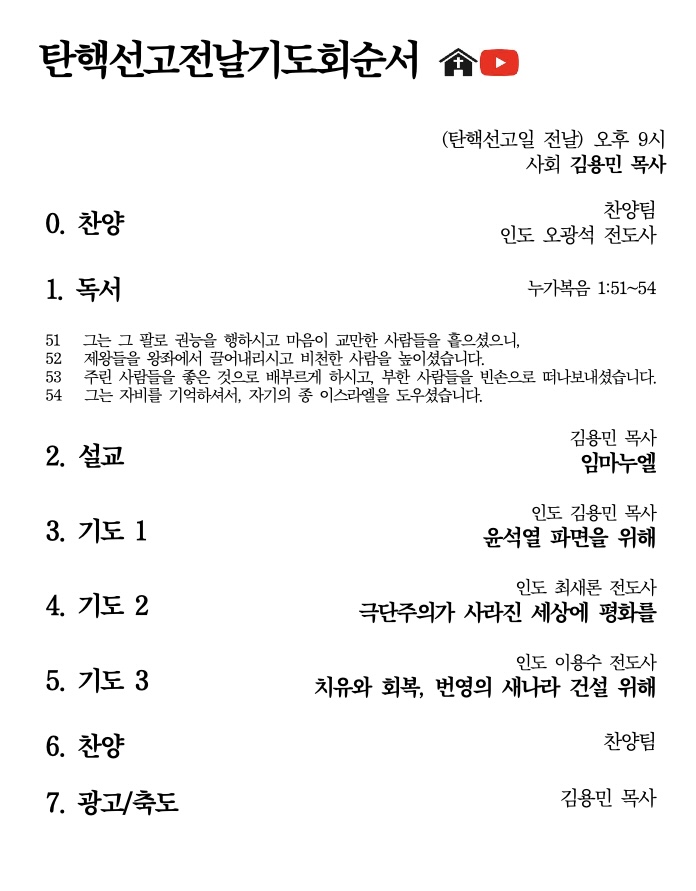 탄핵선고전날기도회순서
(탄핵선고일 전날) 오후 9시
사회 김용민 목사
0. 찬양
찬양팀
인도 오광석 전도사
1. 독서
누가복음 1:51~54
51 그는 그 팔로 권능을 행하시고 마음이 교만한 사람들을 흩으셨으니,
52 제왕들을 왕좌에서 끌어내리시고 비천한 사람을 높이셨습니다.
53 주린 사람들을 좋은 것으로 배부르게 하시고, 부한 사람들을 빈손으로 떠나보내셨습니다.
54 그는 자비를 기억하셔서, 자기의 종 이스라엘을 도우셨습니다.
2. 설교
김용민 목사
임마누엘
3. 기도 1
인도 김용민 목사
윤석열 파면을 위해
4. 기도 2
인도 최새론 전도사
극단주의가 사라진 세상에 평화를
5. 기도 3
인도 이용수 전도사
치유와 회복, 번영의 새나라 건설 위해
6. 찬양
찬양팀
7. 광고/축도
김용민 목사